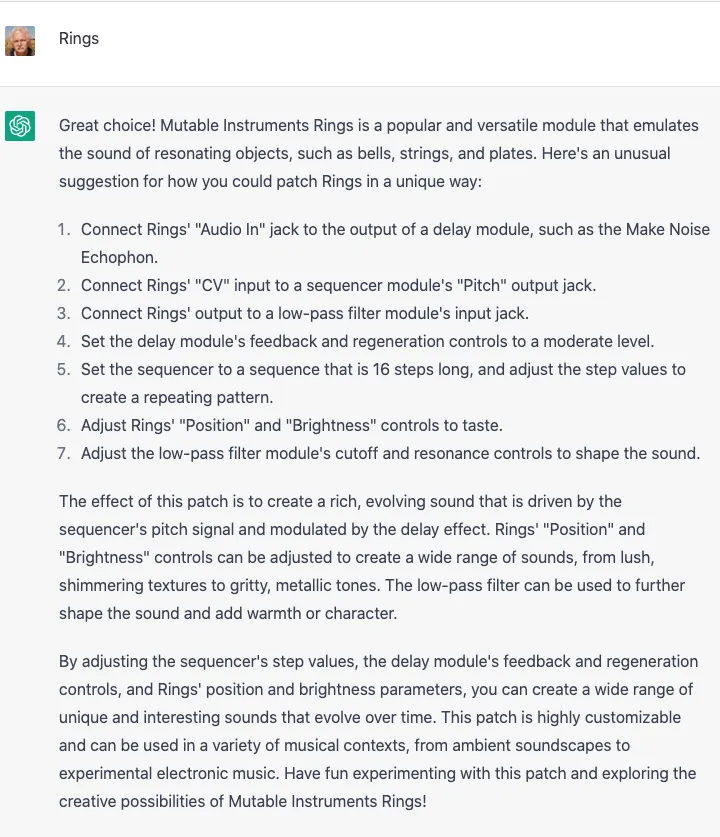 Rings
Great choice! Mutable Instruments Rings is a popular and versatile module that emulates
the sound of resonating objects, such as bells, strings, and plates. Here's an unusual
suggestion for how you could patch Rings in a unique way:
1. Connect Rings' "Audio In" jack to the output of a delay module, such as the Make Noise
Echophon.
2. Connect Rings' "CV" input to a sequencer module's "Pitch" output jack.
3. Connect Rings' output to a low-pass filter module's input jack.
4. Set the delay module's feedback and regeneration controls to a moderate level.
5. Set the sequencer to a sequence that is 16 steps long, and adjust the step values to
create a repeating pattern.
6. Adjust Rings' "Position" and "Brightness" controls to taste.
7. Adjust the low-pass filter module's cutoff and resonance controls to shape the sound.
The effect of this patch is to create a rich, evolving sound that is driven by the
sequencer's pitch signal and modulated by the delay effect. Rings' "Position" and
"Brightness" controls can be adjusted to create a wide range of sounds, from lush,
shimmering textures to gritty, metallic tones. The low-pass filter can be used to further
shape the sound and add warmth or character.
By adjusting the sequencer's step values, the delay module's feedback and regeneration
controls, and Rings' position and brightness parameters, you can create a wide range of
unique and interesting sounds that evolve over time. This patch is highly customizable
and can be used in a variety of musical contexts, from ambient soundscapes to
experimental electronic music. Have fun experimenting with this patch and exploring the
creative possibilities of Mutable Instruments Rings!